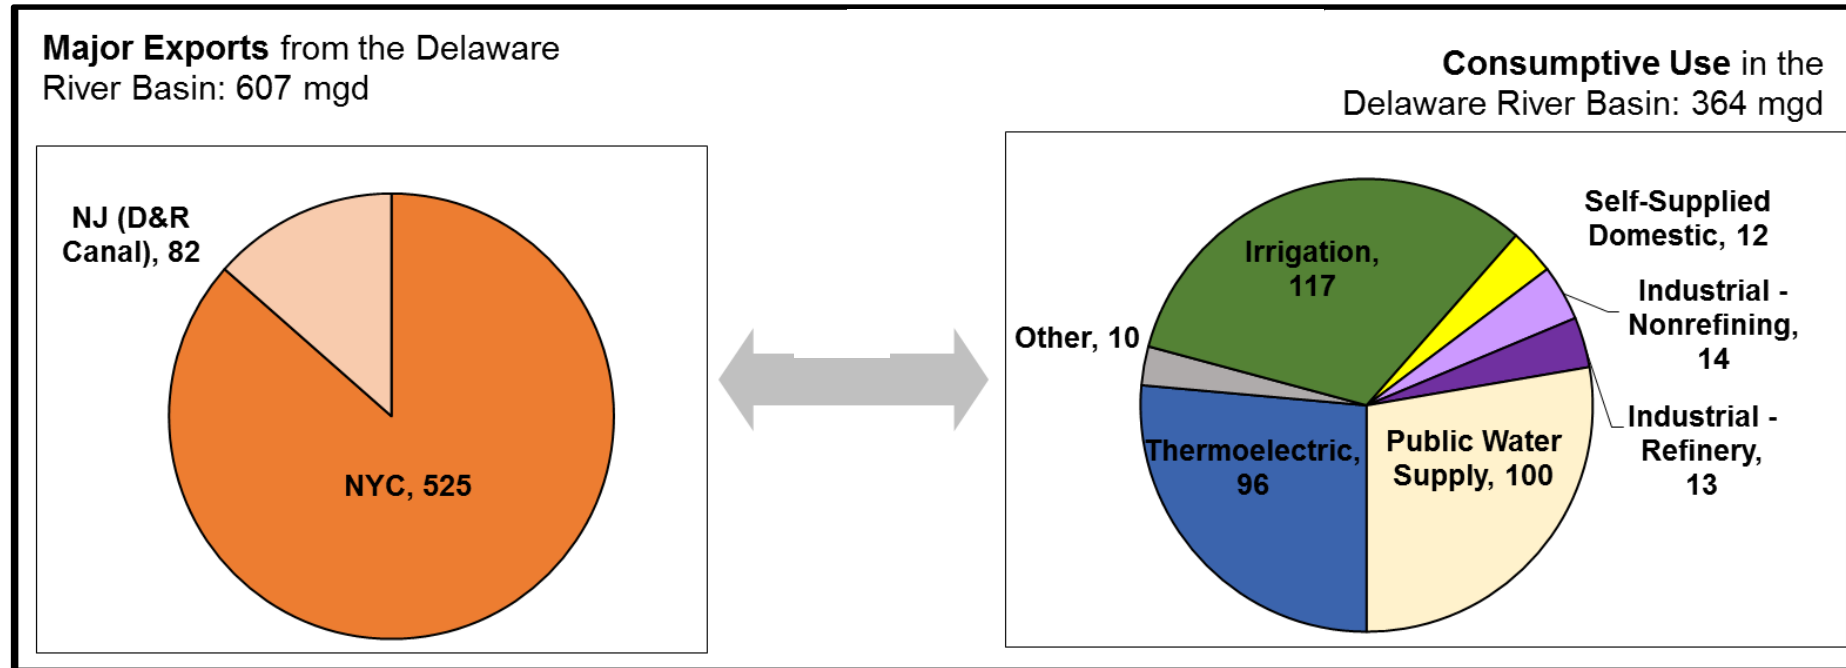 Major Exports from the Delaware
River Basin: 607 mgd
NJ (D&R
Canal), 82
NYC, 525
Consumptive Use in the
Delaware River Basin: 364 mgd
Irrigation,
117
Self-Supplied
Domestic, 12
Industrial -
Nonrefining,
14
Industrial -
Refinery,
13
Public Water
Supply, 100
Thermoelectric,
96
Other, 10